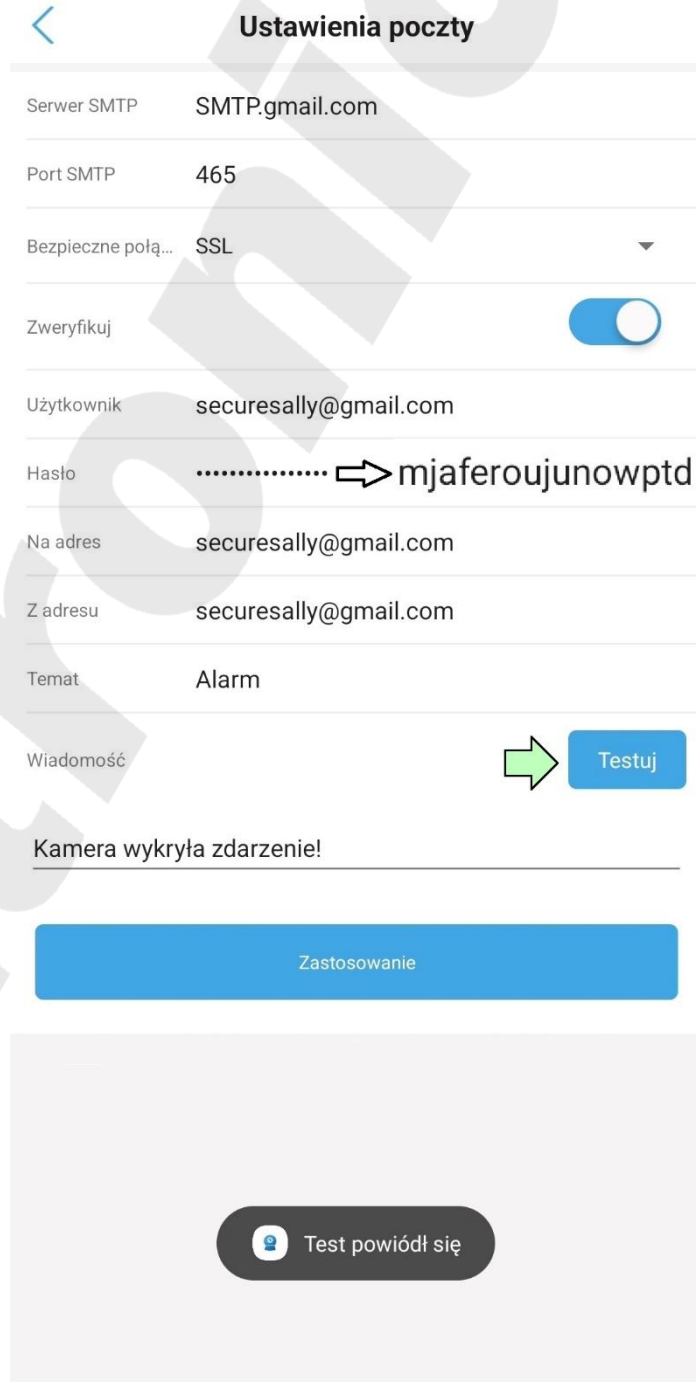 Ustawienia poczty
Serwer SMTP SMTP.gmail.com
Port SMTP 465
Bezpieczne połą... SSL
Zweryfikuj
Użytkownik securesally@gmail.com
Hasło •••••••••••••••• mjaferoujunowptd
Na adres securesally@gmail.com
Z adresu securesally@gmail.com
Temat Alarm
Wiadomość Testuj
Kamera wykryła zdarzenie!
Zastosowanie
Test powiódł się